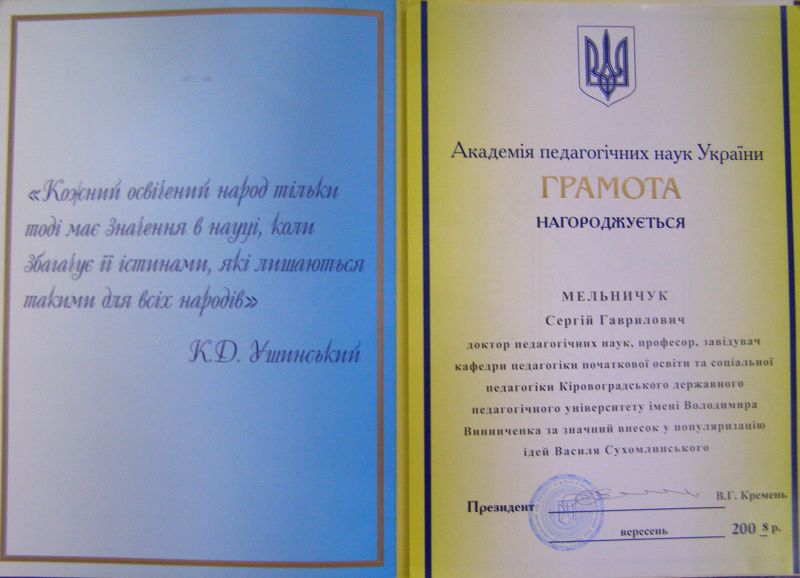 «Кожний освічений народ тільки
тоді має значення в науці, коли
збагачує її істинами, які лишаються
такими для всіх народів»
К.Д. Ушинський
Академія педагогічних наук України
ГРАМОТА
НАГОРОДЖУЄТЬСЯ
МЕЛЬНИЧУК
Сергій Гаврилович
доктор педагогічних наук, професор, завідувач
кафедри педагогіки початкової освіти та соціальної
педагогіки Кіровоградського державного
педагогічного університету імені Володимира
Винниченка за значний внесок у популяризацію
ідей Василя Сухомлинського
Президент В.Г. Кремень
вересень 2008 р.